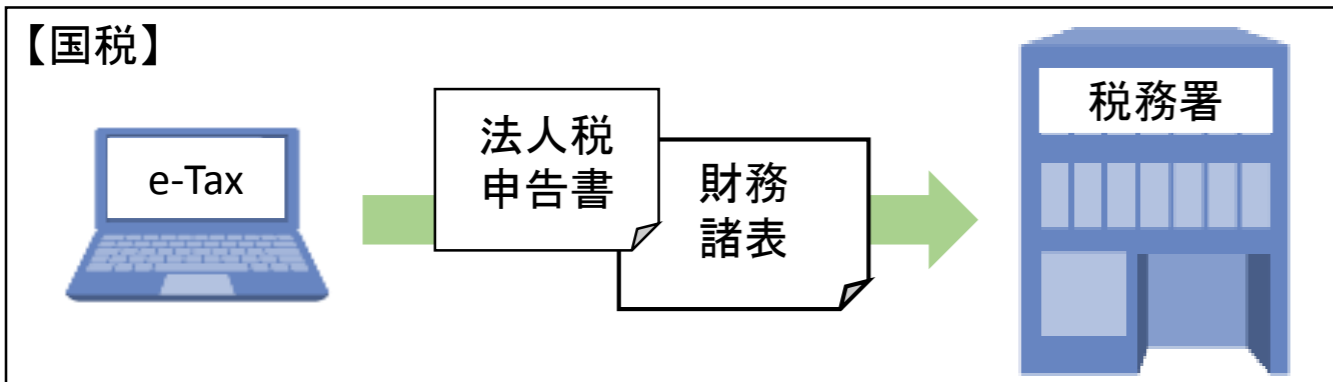 【国税】
e-Tax
法人税
申告書
財務
諸表
税務署